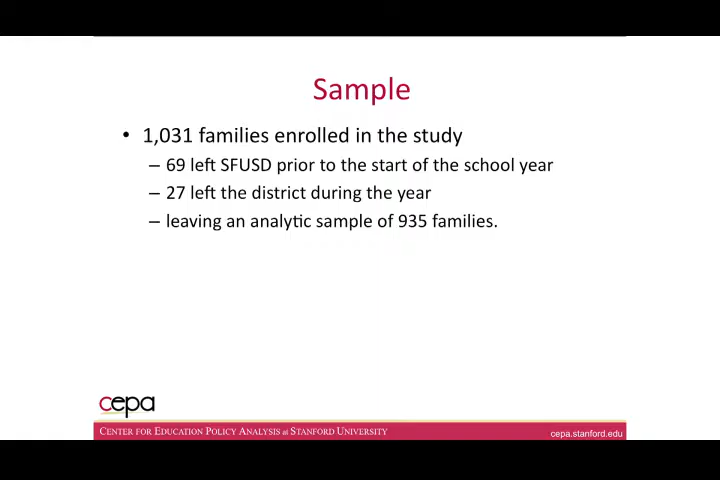 Sample
• 1,031 families enrolled in the study
– 69 left SFUSD prior to the start of the school year
– 27 left the district during the year
– leaving an analytic sample of 935 families.
cepa
CENTER FOR EDUCATION POLICY ANALYSIS at STANFORD UNIVERSITY
cepa.stanford.edu